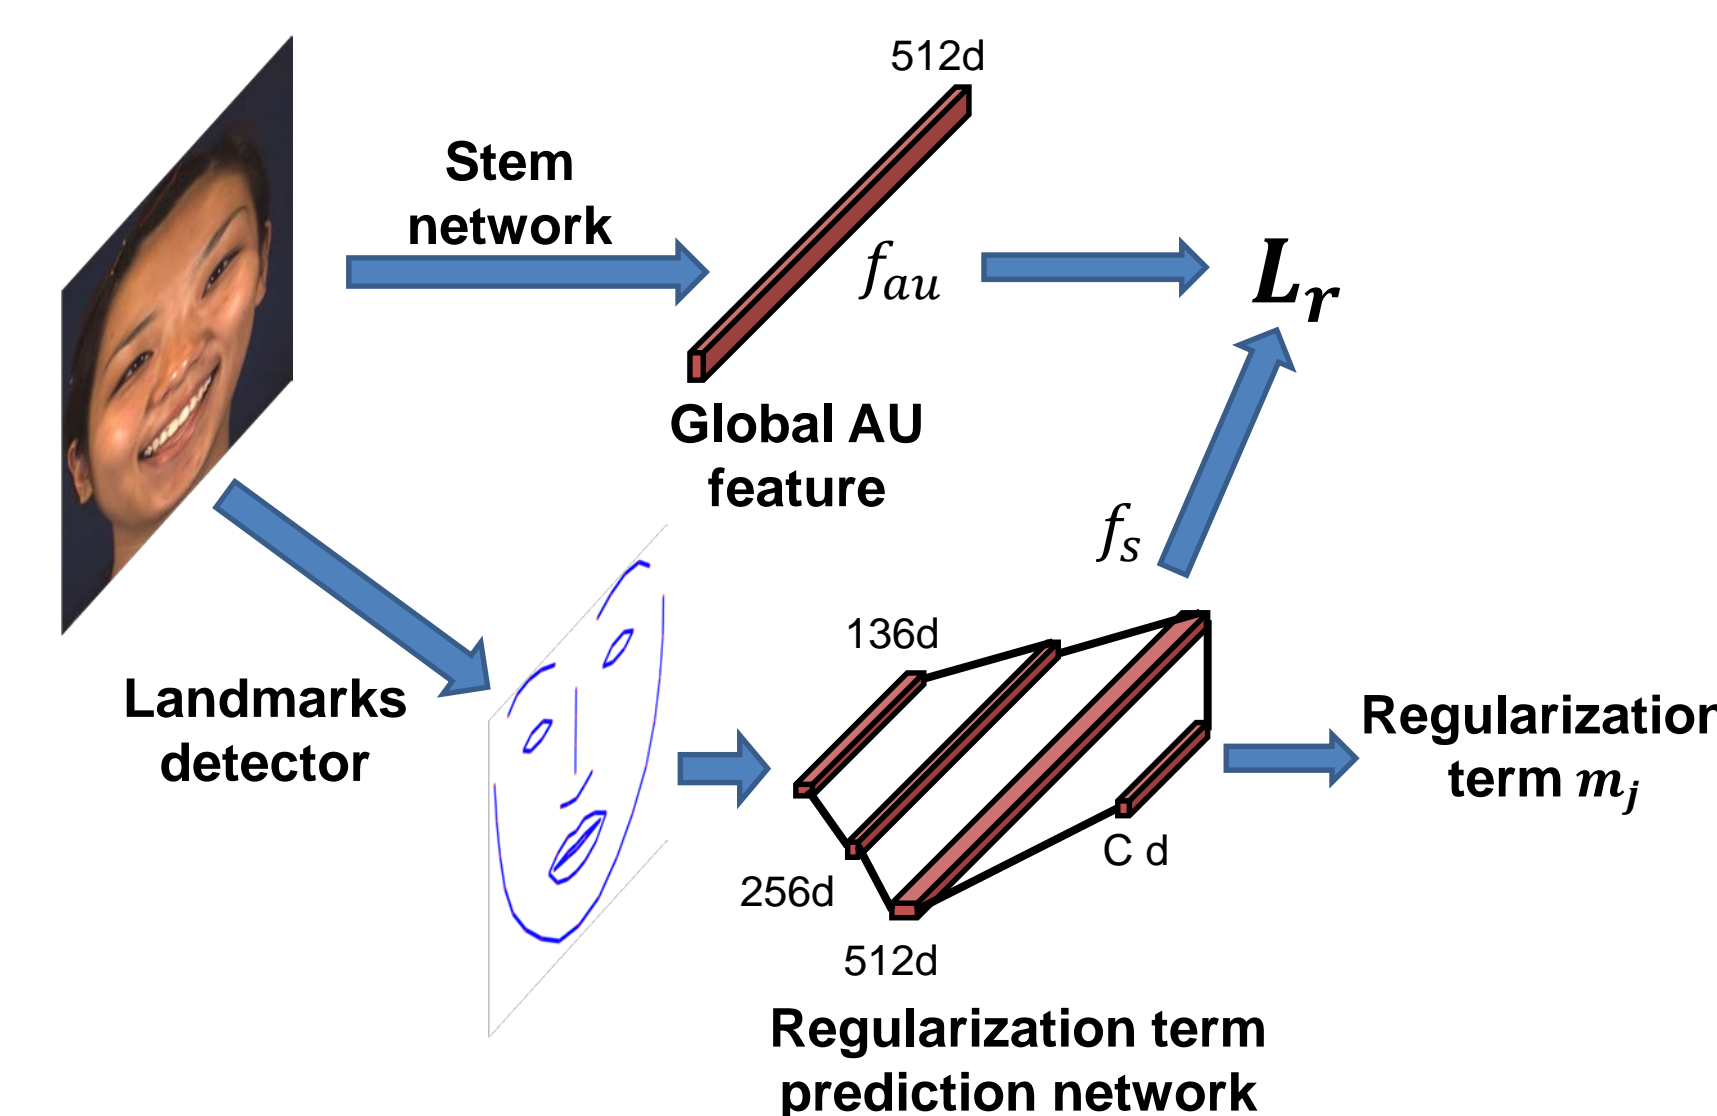 512d
Stem
network
f_au
L_r
Global AU
feature
f_s
136d
Landmarks
detector
Regularization
term m_j
C d
256d
512d
Regularization term
prediction network